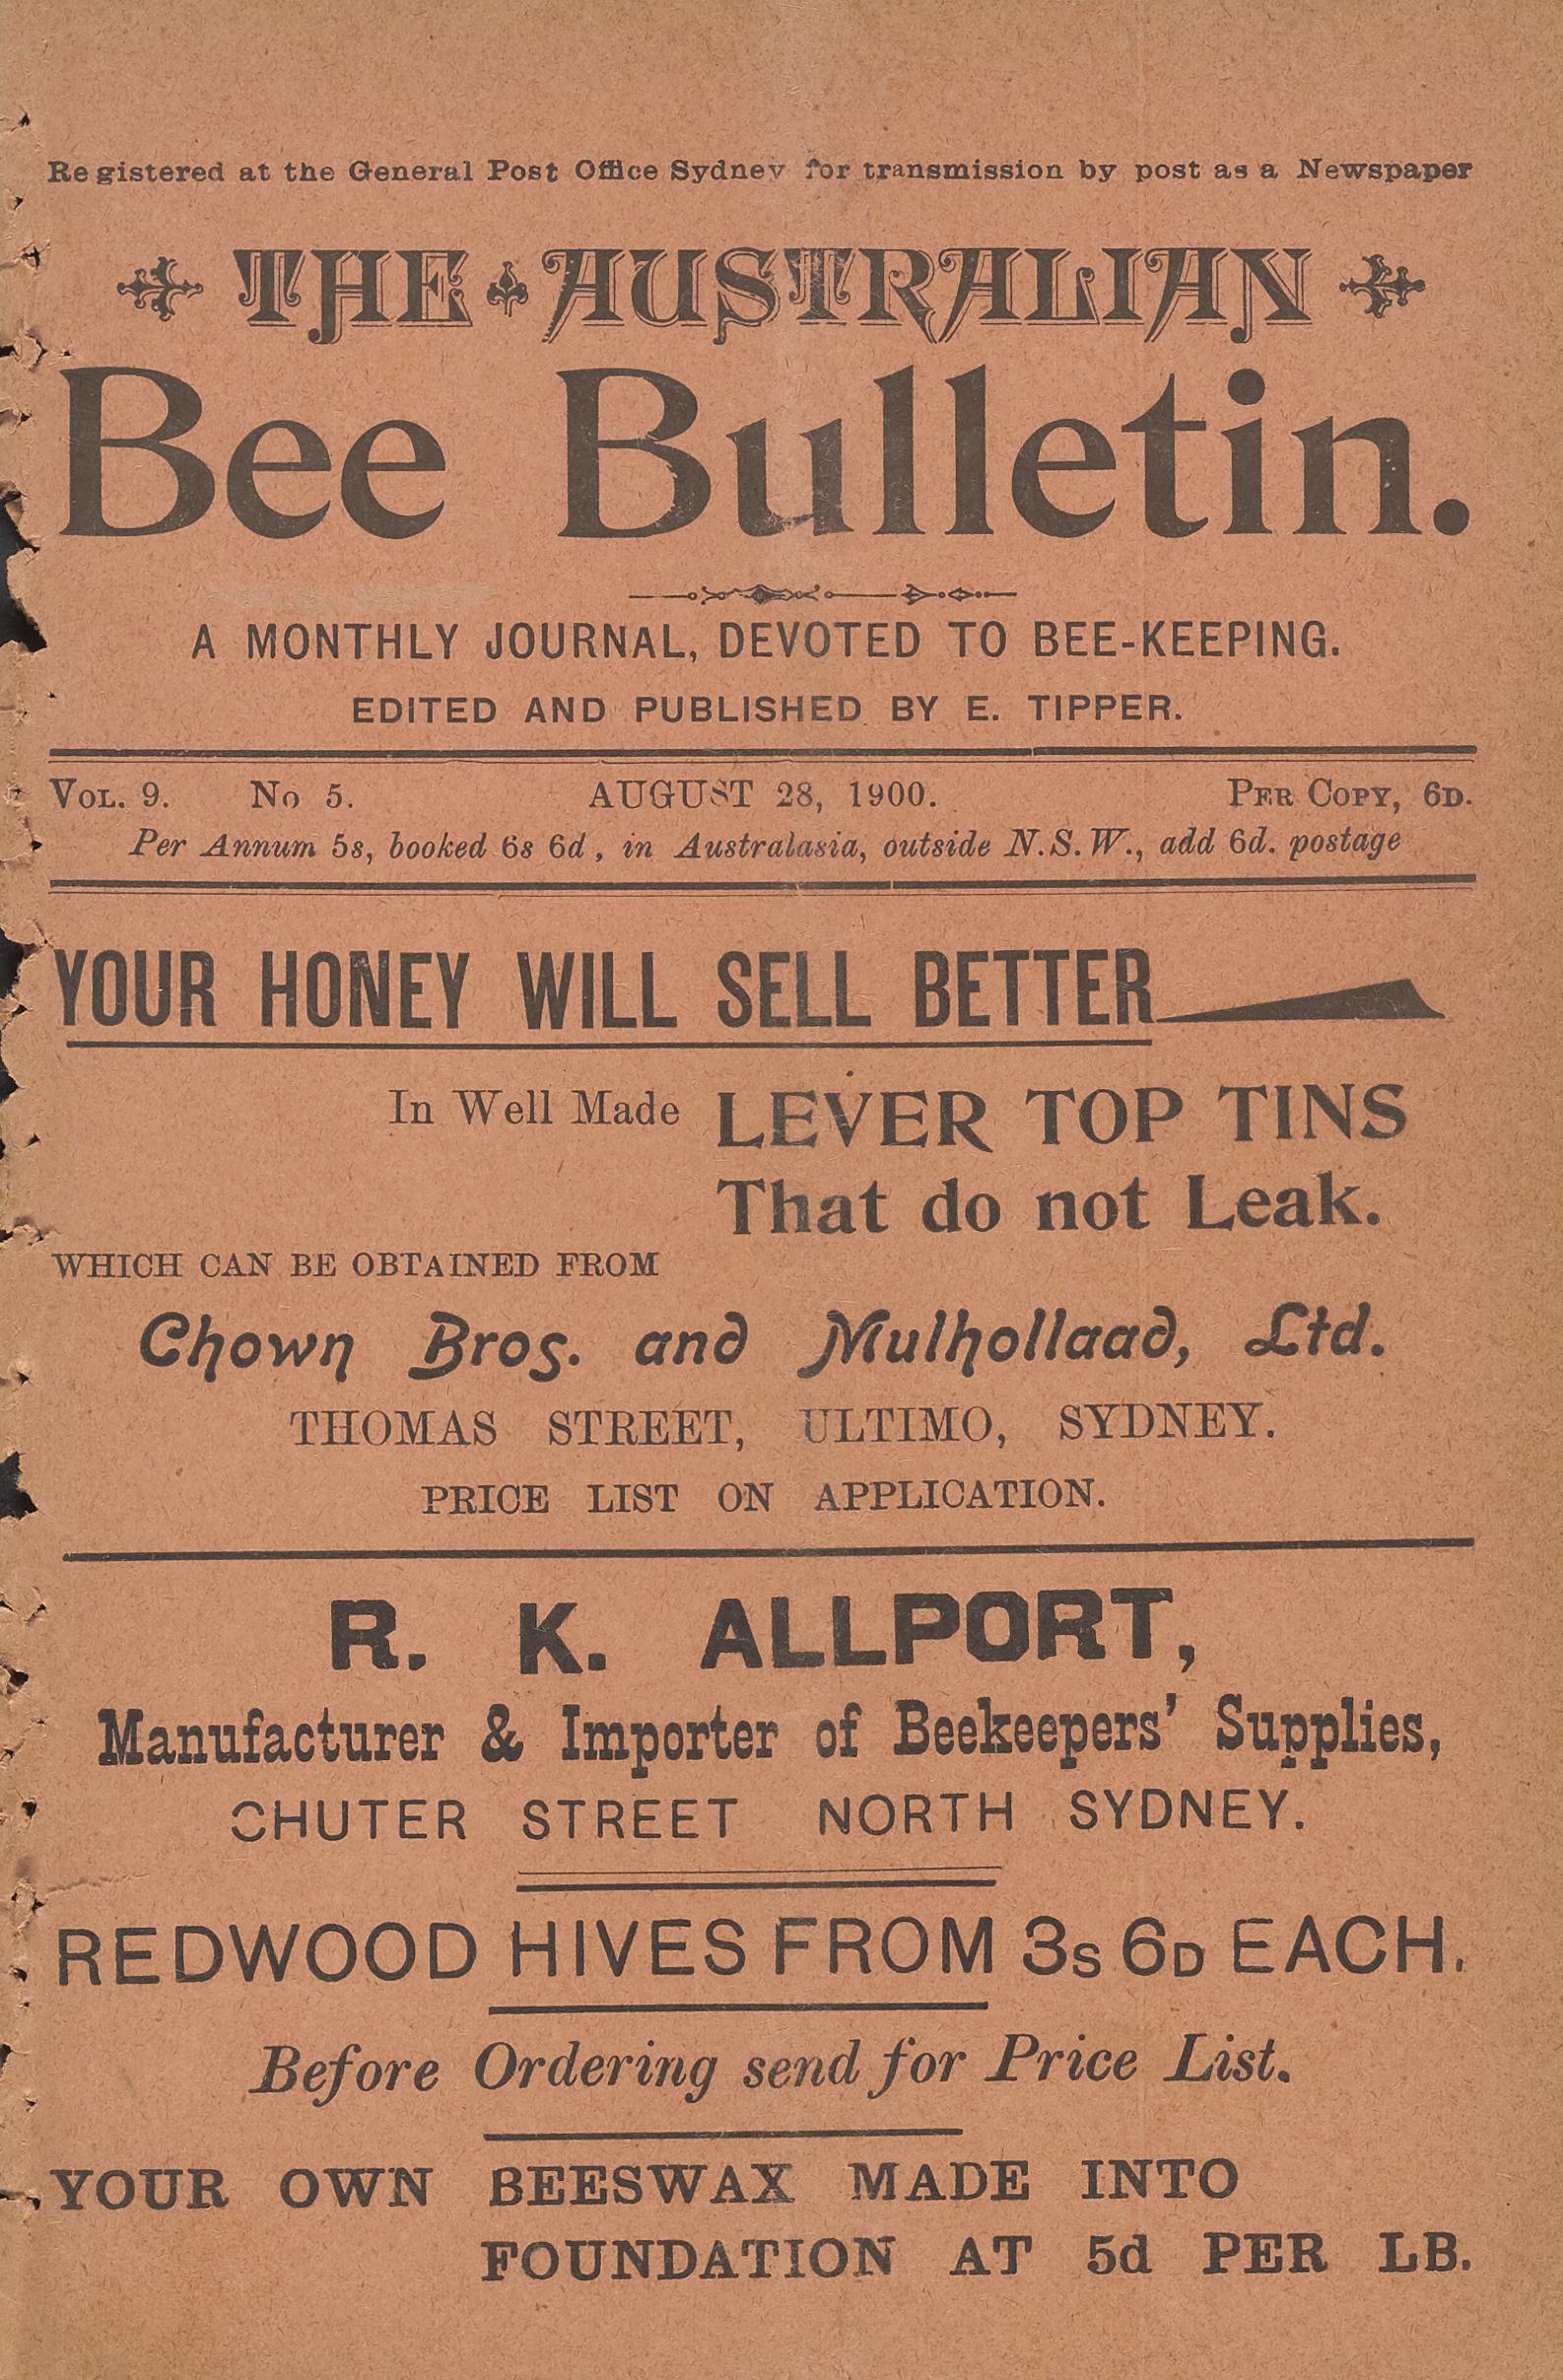 Registered at the General Post Office Sydney for transmission by post as a Newspaper
THE AUSTRALIAN
Bee Bulletin.
A MONTHLY JOURNAL, DEVOTED TO BEE-KEEPING.
EDITED AND PUBLISHED BY E. TIPPER.
VOL. 9. No 5. AUGUST 28, 1900. PER COPY, 6D.
Per Annum 5s, booked 6s 6d, in Australasia, outside N.S.W., add 6d. postage
YOUR HONEY WILL SELL BETTER
In Well Made LEVER TOP TINS
That do not Leak.
WHICH CAN BE OBTAINED FROM
Chown Bros. and Mulhollaad, Ltd.
THOMAS STREET, ULTIMO, SYDNEY.
PRICE LIST ON APPLICATION.
R. K. ALLPORT,
Manufacturer & Importer of Beekeepers' Supplies,
CHUTER STREET NORTH SYDNEY.
REDWOOD HIVES FROM 3S 6D EACH.
Before Ordering send for Price List.
YOUR OWN BEESWAX MADE INTO
FOUNDATION AT 5d PER LB.